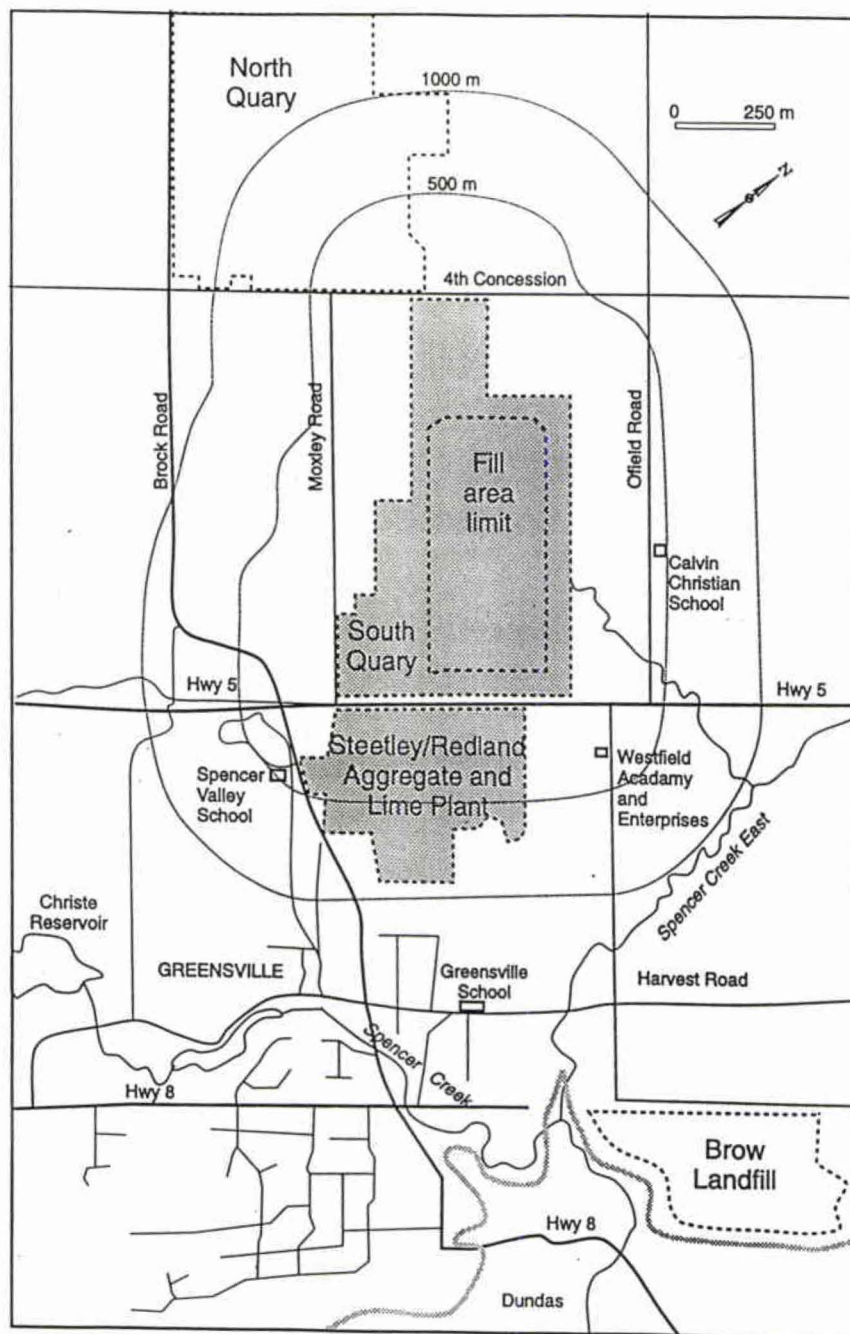 North
Quary
1000 m
0 250 m
N
500 m
4th Concession
Brock Road
Moxley Road
Ofield Road
Fill
area
limit
Calvin
Christian
School
South
Quary
Hwy 5
Hwy 5
Steetley/Redland
Aggregate and
Lime Plant
Spencer
Valley
School
Westfield
Acadamy
and
Enterprises
Spencer Creek East
Christe
Reservoir
GREENSVILLE
Greensville
School
Harvest Road
Spencer Creek
Hwy 8
Brow
Landfill
Hwy 8
Dundas